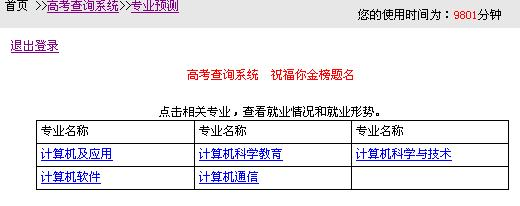 首页 >>高考查询系统>>专业预测
您的使用时间为：9801分钟
退出登录
高考查询系统 祝福你金榜题名
点击相关专业，查看就业情况和就业形势。
专业名称 专业名称 专业名称
计算机及应用 计算机科学教育 计算机科学与技术
计算机软件 计算机通信